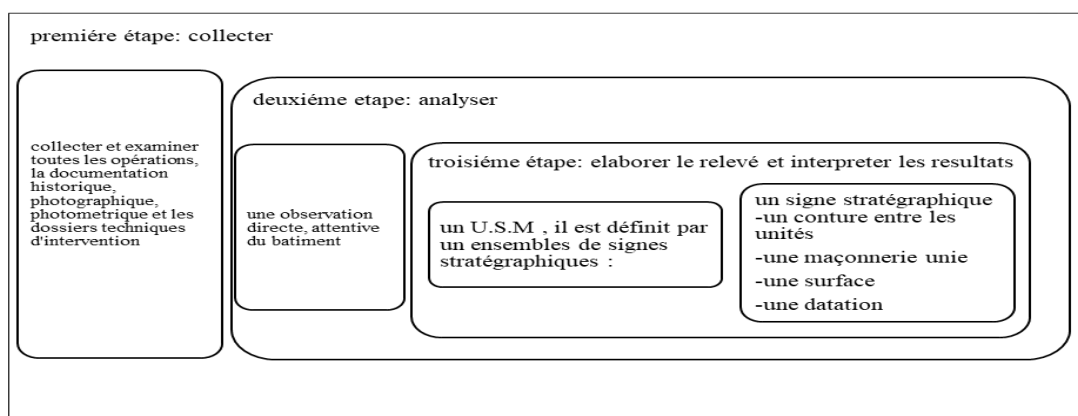 premiére étape: collecter
collecter et examiner
toutes les opérations,
la documentation
historique,
photographique,
photometrique et les
dossiers techniques
d'intervention
deuxiéme etape: analyser
une observation
directe, attentive
du batiment
troisiéme étape: elaborer le relevé et interpreter les resultats
un U.S.M , il est définit par
un ensembles de signes
stratégraphiques :
un signe stratégraphique
-un conture entre les
unités
-une maçonnerie unie
-une surface
-une datation